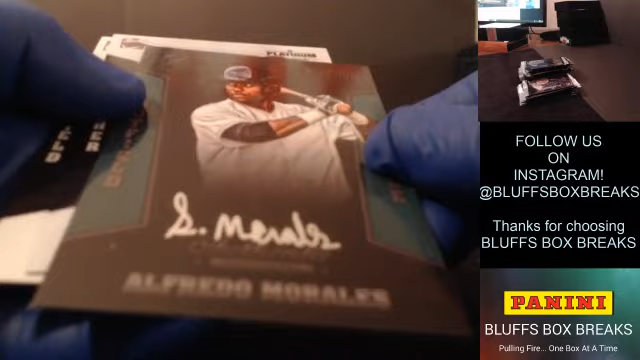 PLATINUM
S. Morales
ALFREDO MORALES
FOLLOW US
ON
INSTAGRAM!
@BLUFFSBOXBREAKS
Thanks for choosing
BLUFFS BOX BREAKS
PANINI
BLUFFS BOX BREAKS
Pulling Fire... One Box At A Time